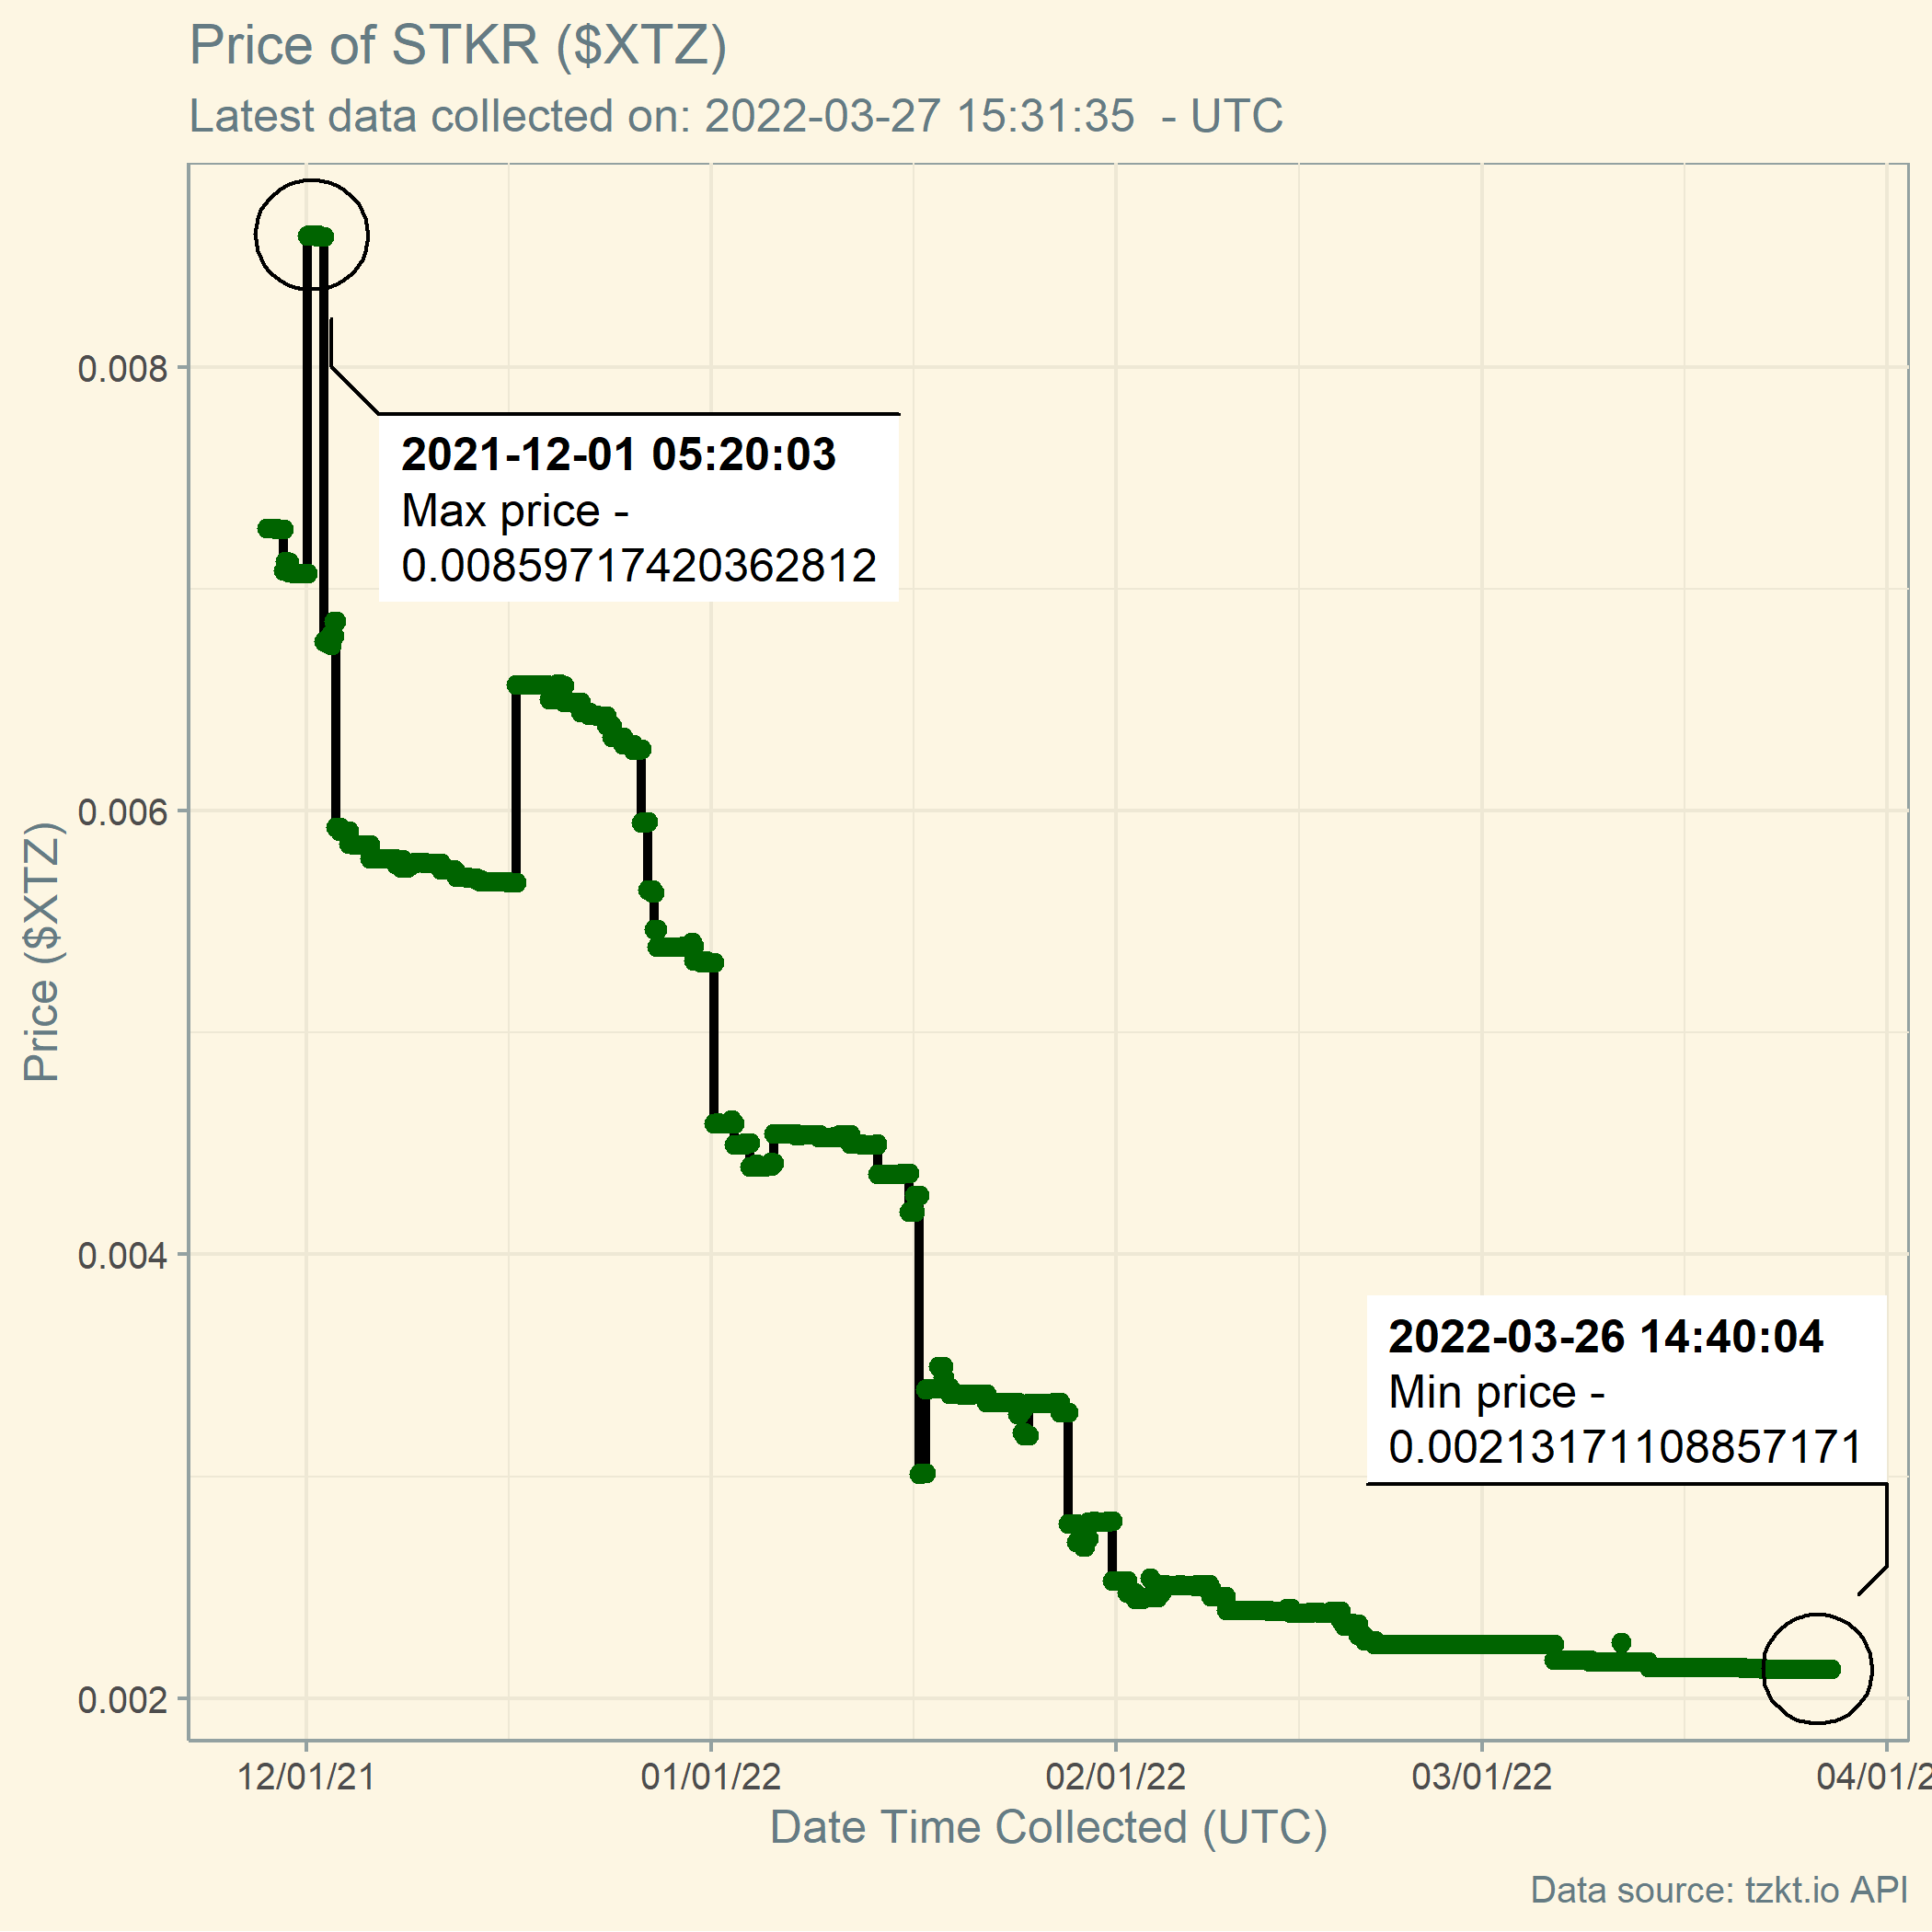 Price of STKR ($XTZ)
Latest data collected on: 2022-03-27 15:31:35  - UTC
0.008
2021-12-01 05:20:03
Max price -
0.00859717420362812
0.006
Price ($XTZ)
0.004
2022-03-26 14:40:04
Min price -
0.00213171108857171
0.002
12/01/21
01/01/22
02/01/22
03/01/22
04/01/2
Date Time Collected (UTC)
Data source: tzkt.io API